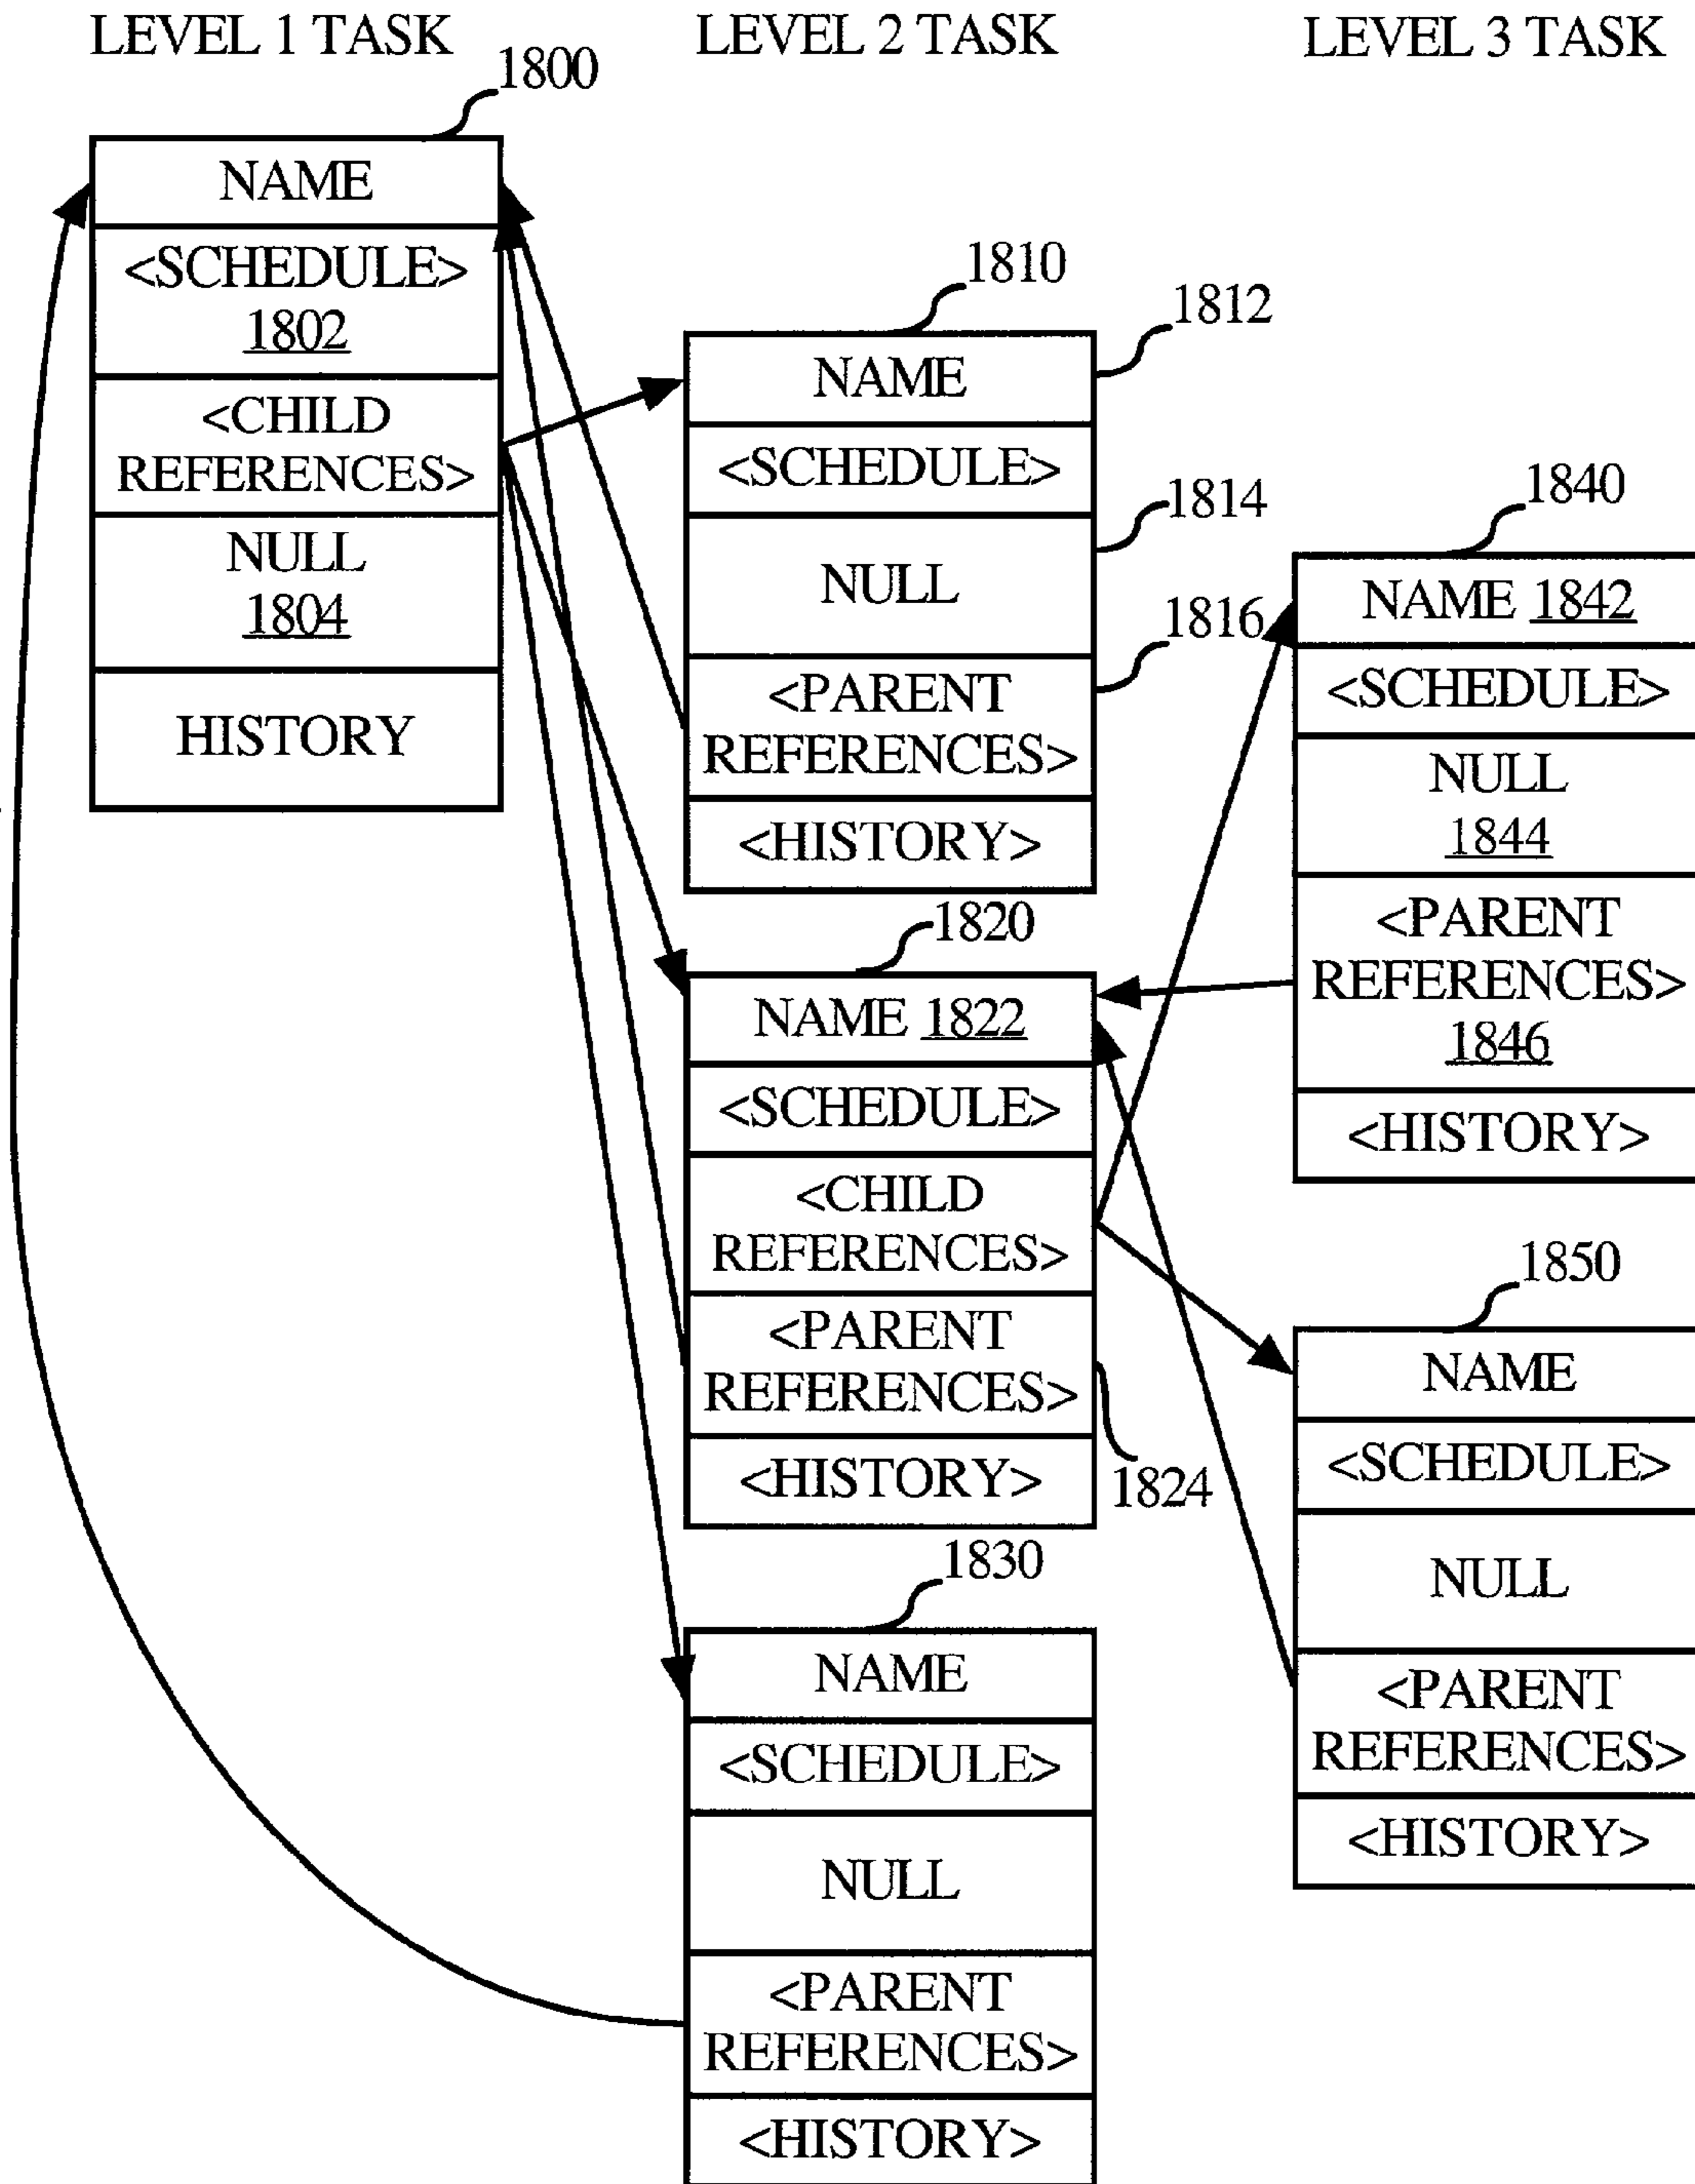 LEVEL 1 TASK
LEVEL 2 TASK
LEVEL 3 TASK
1800
NAME
<SCHEDULE>
1802
<CHILD
REFERENCES>
NULL
1804
HISTORY
1810
1812
NAME
<SCHEDULE>
1814
NULL
1816
<PARENT
REFERENCES>
<HISTORY>
1820
NAME 1822
<SCHEDULE>
<CHILD
REFERENCES>
<PARENT
REFERENCES>
1824
<HISTORY>
1830
NAME
<SCHEDULE>
NULL
<PARENT
REFERENCES>
<HISTORY>
1840
NAME 1842
<SCHEDULE>
NULL
1844
<PARENT
REFERENCES>
1846
<HISTORY>
1850
NAME
<SCHEDULE>
NULL
<PARENT
REFERENCES>
<HISTORY>